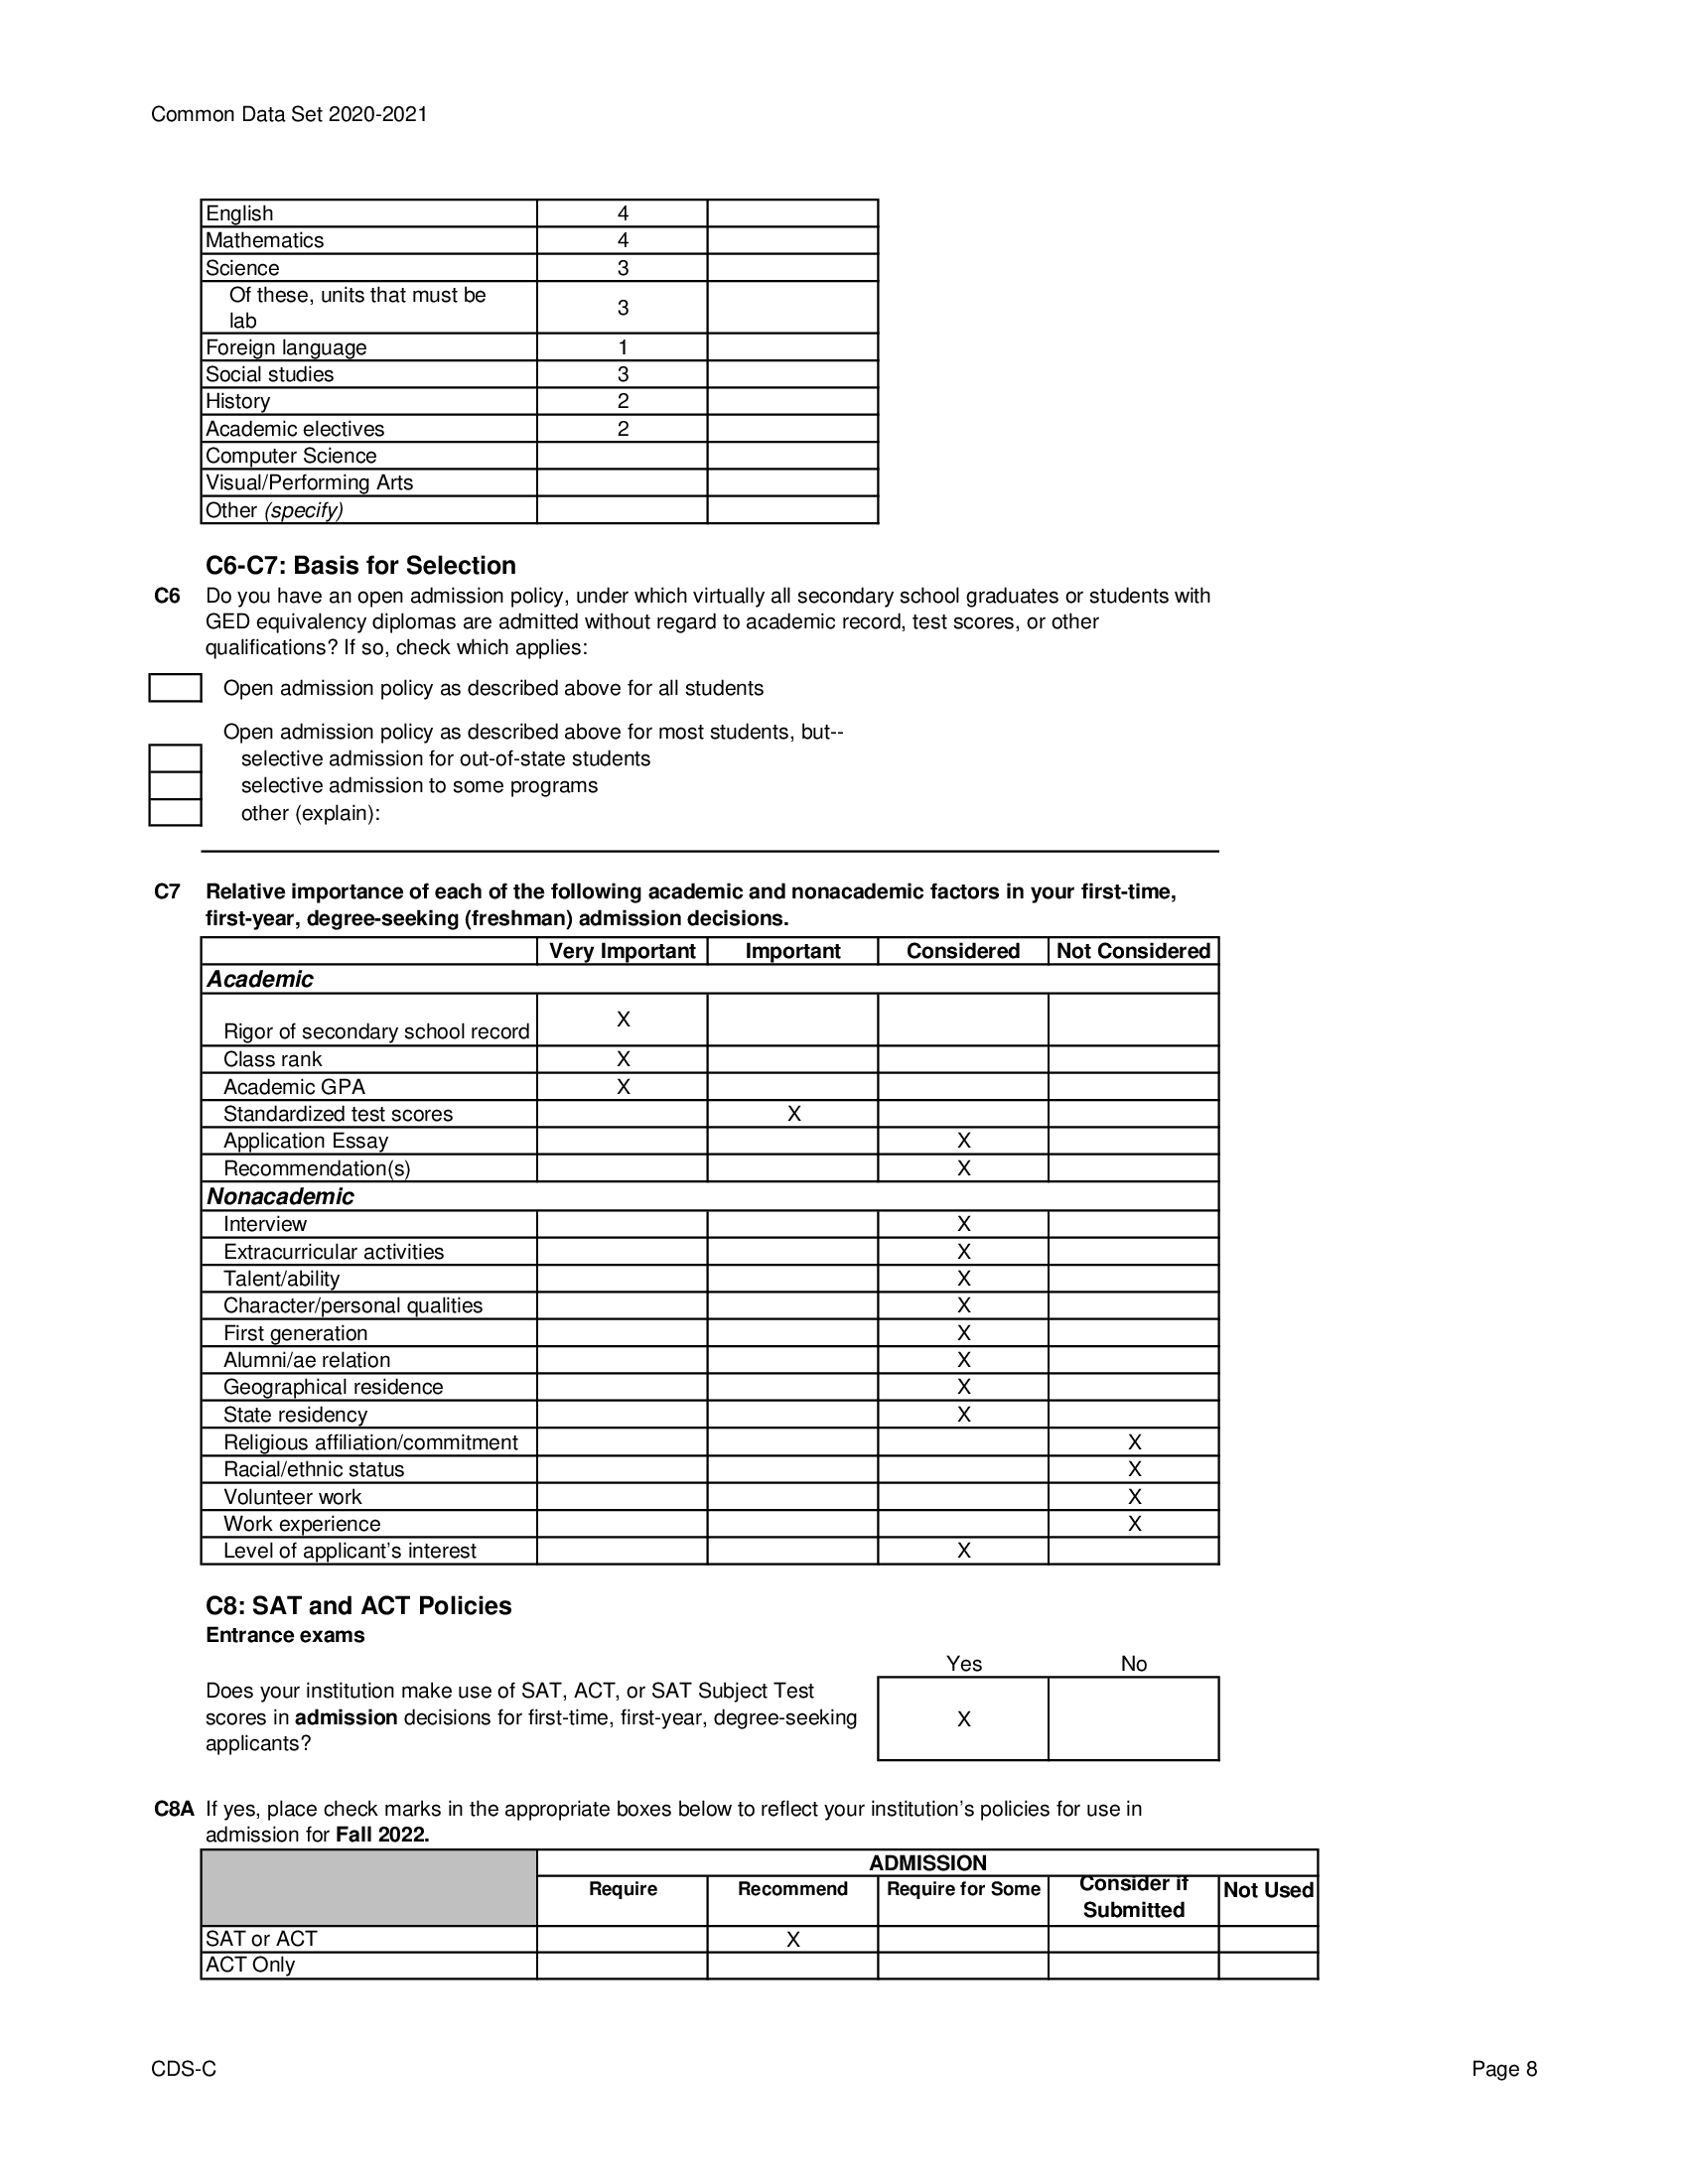 Common Data Set 2020-2021
English 4
Mathematics 4
Science 3
Of these, units that must be
lab 3
Foreign language 1
Social studies 3
History 2
Academic electives 2
Computer Science
Visual/Performing Arts
Other (specify)
C6-C7: Basis for Selection
C6 Do you have an open admission policy, under which virtually all secondary school graduates or students with
GED equivalency diplomas are admitted without regard to academic record, test scores, or other
qualifications? If so, check which applies:
Open admission policy as described above for all students
Open admission policy as described above for most students, but--
selective admission for out-of-state students
selective admission to some programs
other (explain):
C7 Relative importance of each of the following academic and nonacademic factors in your first-time,
first-year, degree-seeking (freshman) admission decisions.
Very Important Important Considered Not Considered
Academic
Rigor of secondary school record X
Class rank X
Academic GPA X
Standardized test scores X
Application Essay X
Recommendation(s) X
Nonacademic
Interview X
Extracurricular activities X
Talent/ability X
Character/personal qualities X
First generation X
Alumni/ae relation X
Geographical residence X
State residency X
Religious affiliation/commitment X
Racial/ethnic status X
Volunteer work X
Work experience X
Level of applicant’s interest X
C8: SAT and ACT Policies
Entrance exams
Yes No
Does your institution make use of SAT, ACT, or SAT Subject Test
scores in admission decisions for first-time, first-year, degree-seeking X
applicants?
C8A If yes, place check marks in the appropriate boxes below to reflect your institution’s policies for use in
admission for Fall 2022.
ADMISSION
Require Recommend Require for Some Consider if Not Used
Submitted
SAT or ACT X
ACT Only
CDS-C Page 8